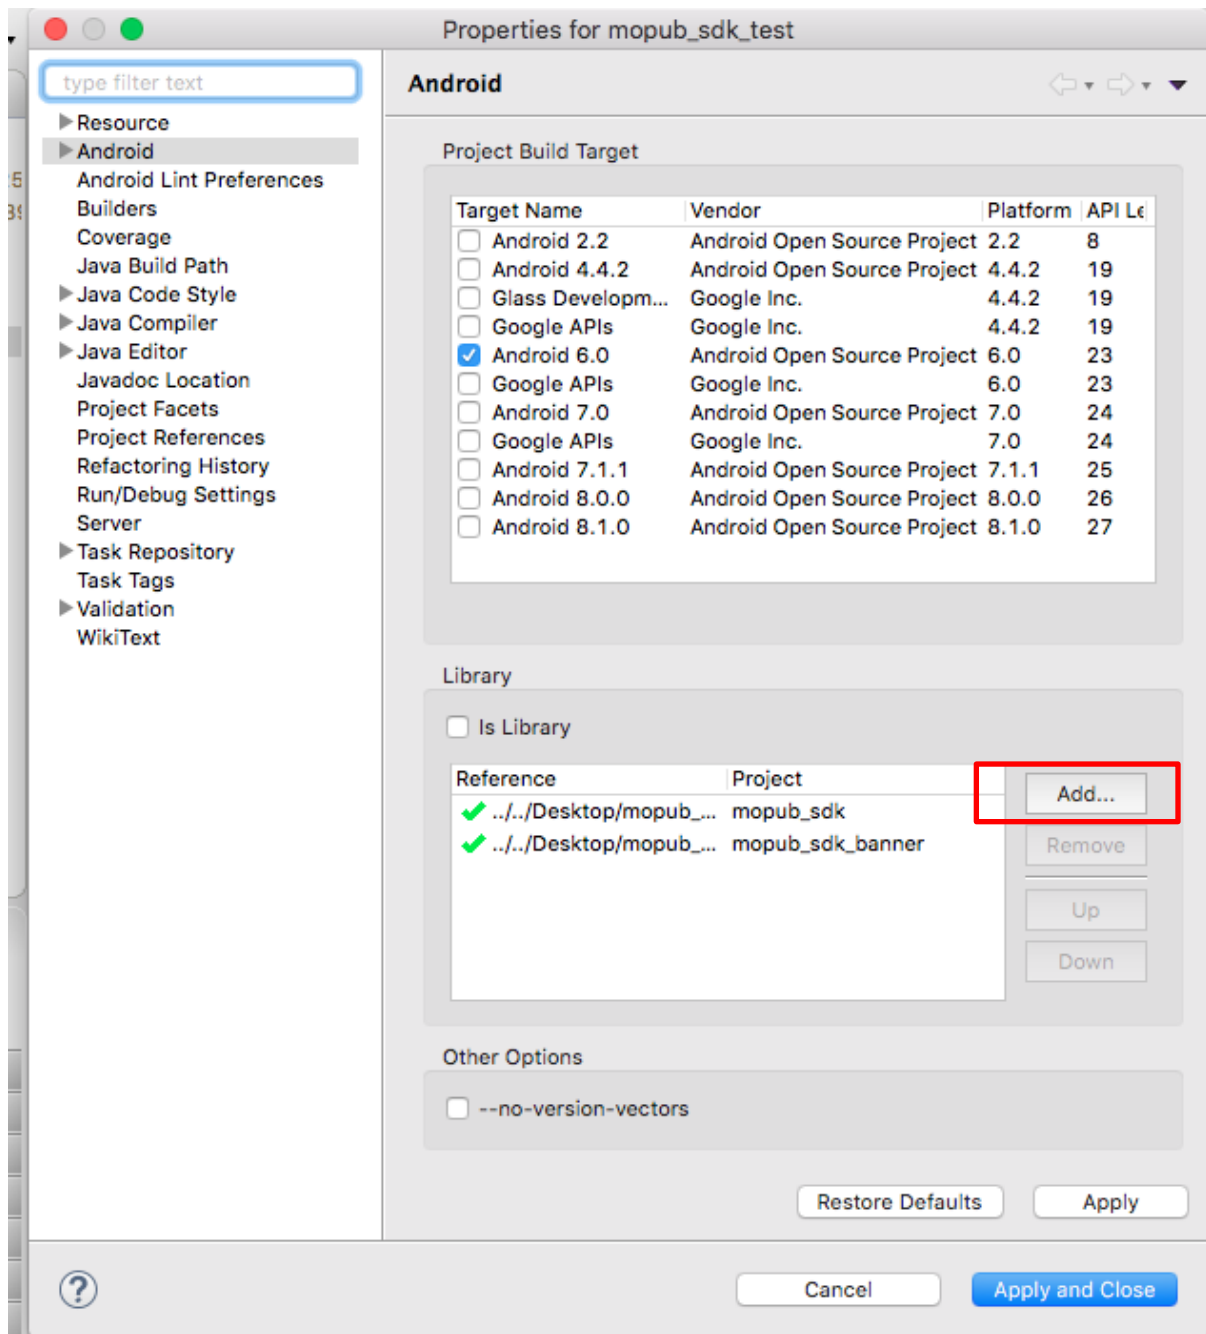 Properties for mopub_sdk_test
type filter text
Android
Resource
Android
Android Lint Preferences
Builders
Coverage
Java Build Path
Java Code Style
Java Compiler
Java Editor
Javadoc Location
Project Facets
Project References
Refactoring History
Run/Debug Settings
Server
Task Repository
Task Tags
Validation
WikiText
Project Build Target
Target Name Vendor Platform API Le
Android 2.2 Android Open Source Project 2.2 8
Android 4.4.2 Android Open Source Project 4.4.2 19
Glass Developm... Google Inc. 4.4.2 19
Google APIs Google Inc. 4.4.2 19
Android 6.0 Android Open Source Project 6.0 23
Google APIs Google Inc. 6.0 23
Android 7.0 Android Open Source Project 7.0 24
Google APIs Google Inc. 7.0 24
Android 7.1.1 Android Open Source Project 7.1.1 25
Android 8.0.0 Android Open Source Project 8.0.0 26
Android 8.1.0 Android Open Source Project 8.1.0 27
Library
Is Library
Reference Project
../../Desktop/mopub_... mopub_sdk
../../Desktop/mopub_... mopub_sdk_banner
Add...
Remove
Up
Down
Other Options
--no-version-vectors
Restore Defaults Apply
? Cancel Apply and Close